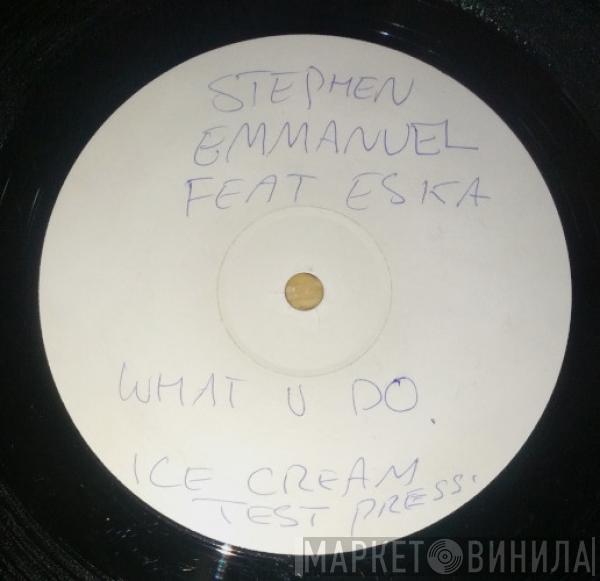 STEPHEN
EMMANUEL
FEAT ESKA
WHAT U DO.
ICE CREAM
TEST PRESS.
МАРКЕТ ВИНИЛА